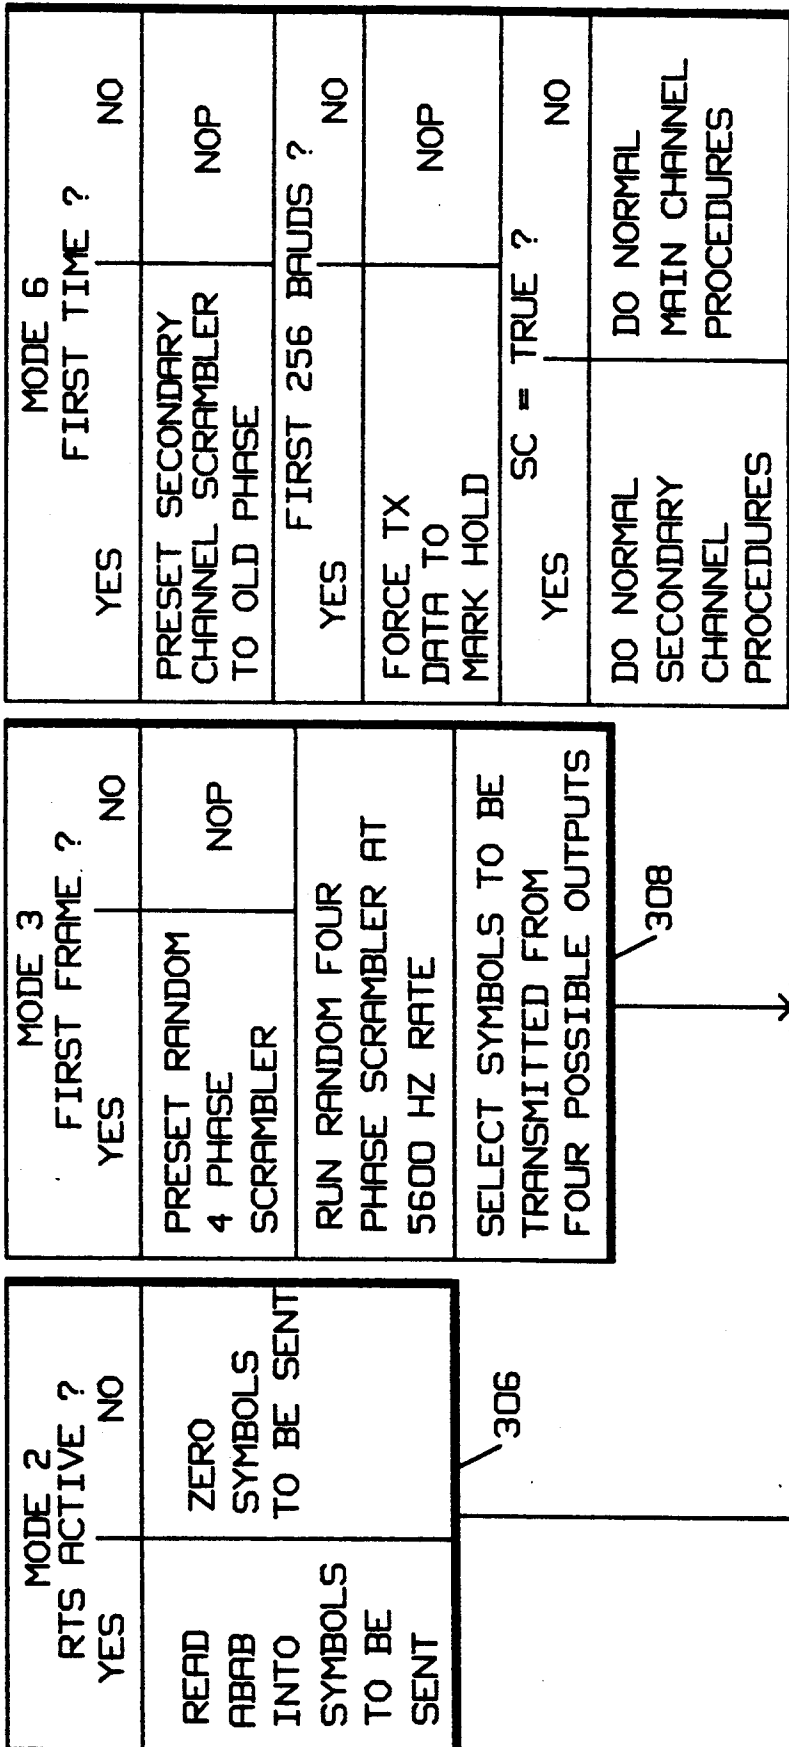 MODE 2
RTS ACTIVE ?
YES
NO
READ
ABAB
INTO
SYMBOLS
TO BE
SENT
ZERO
SYMBOLS
TO BE SENT
306
MODE 3
FIRST FRAME. ?
YES
NO
PRESET RANDOM
4 PHASE
SCRAMBLER
NOP
RUN RANDOM FOUR
PHASE SCRAMBLER AT
5600 HZ RATE
SELECT SYMBOLS TO BE
TRANSMITTED FROM
FOUR POSSIBLE OUTPUTS
308
MODE 6
FIRST TIME ?
YES
NO
PRESET SECONDARY
CHANNEL SCRAMBLER
TO OLD PHASE
NOP
FIRST 256 BAUDS ?
YES
NO
FORCE TX
DATA TO
MARK HOLD
NOP
SC = TRUE ?
YES
NO
DO NORMAL
SECONDARY
CHANNEL
PROCEDURES
DO NORMAL
MAIN CHANNEL
PROCEDURES